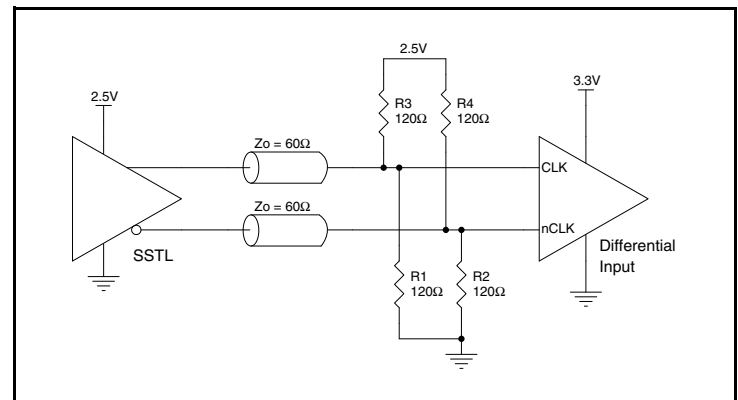 2.5V
3.3V
2.5V
R3
120Ω
R4
120Ω
Zo = 60Ω
CLK
Zo = 60Ω
nCLK
SSTL
Differential
Input
R1
120Ω
R2
120Ω